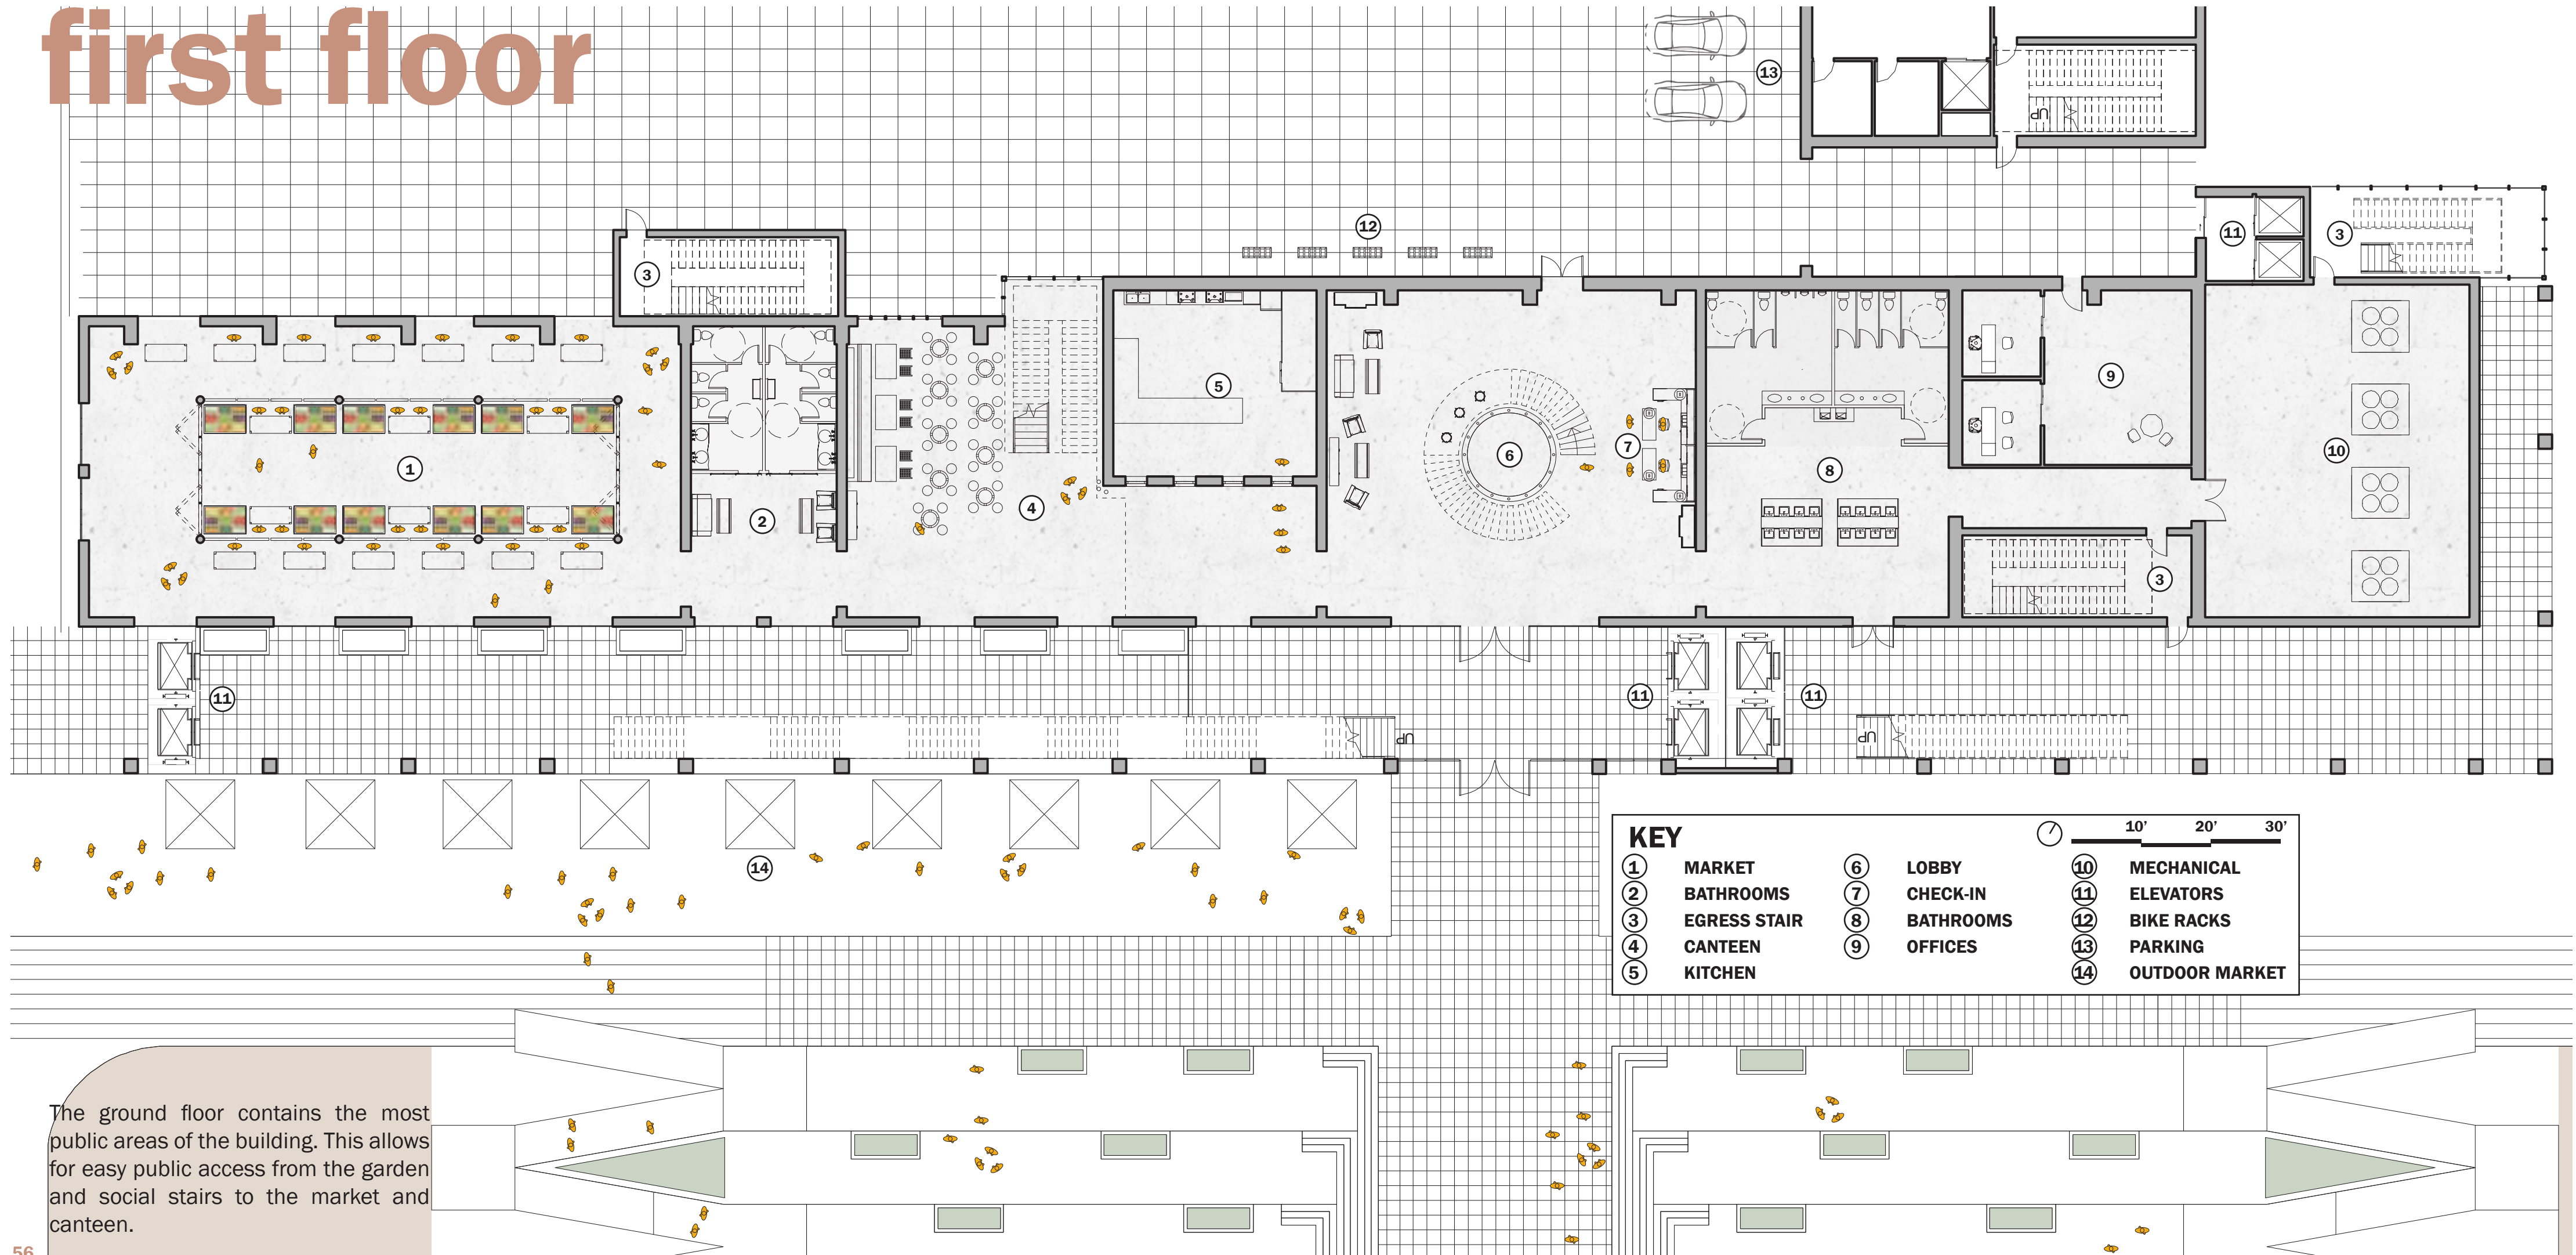 first floor
13
UP
12
11
3
3
9
5
10
6
7
1
8
4
2
3
11
11
11
UP
UP
14
KEY
10' 20' 30'
1 MARKET 6 LOBBY 10 MECHANICAL
2 BATHROOMS 7 CHECK-IN 11 ELEVATORS
3 EGRESS STAIR 8 BATHROOMS 12 BIKE RACKS
4 CANTEEN 9 OFFICES 13 PARKING
5 KITCHEN 14 OUTDOOR MARKET
The ground floor contains the most
public areas of the building. This allows
for easy public access from the garden
and social stairs to the market and
canteen.
56